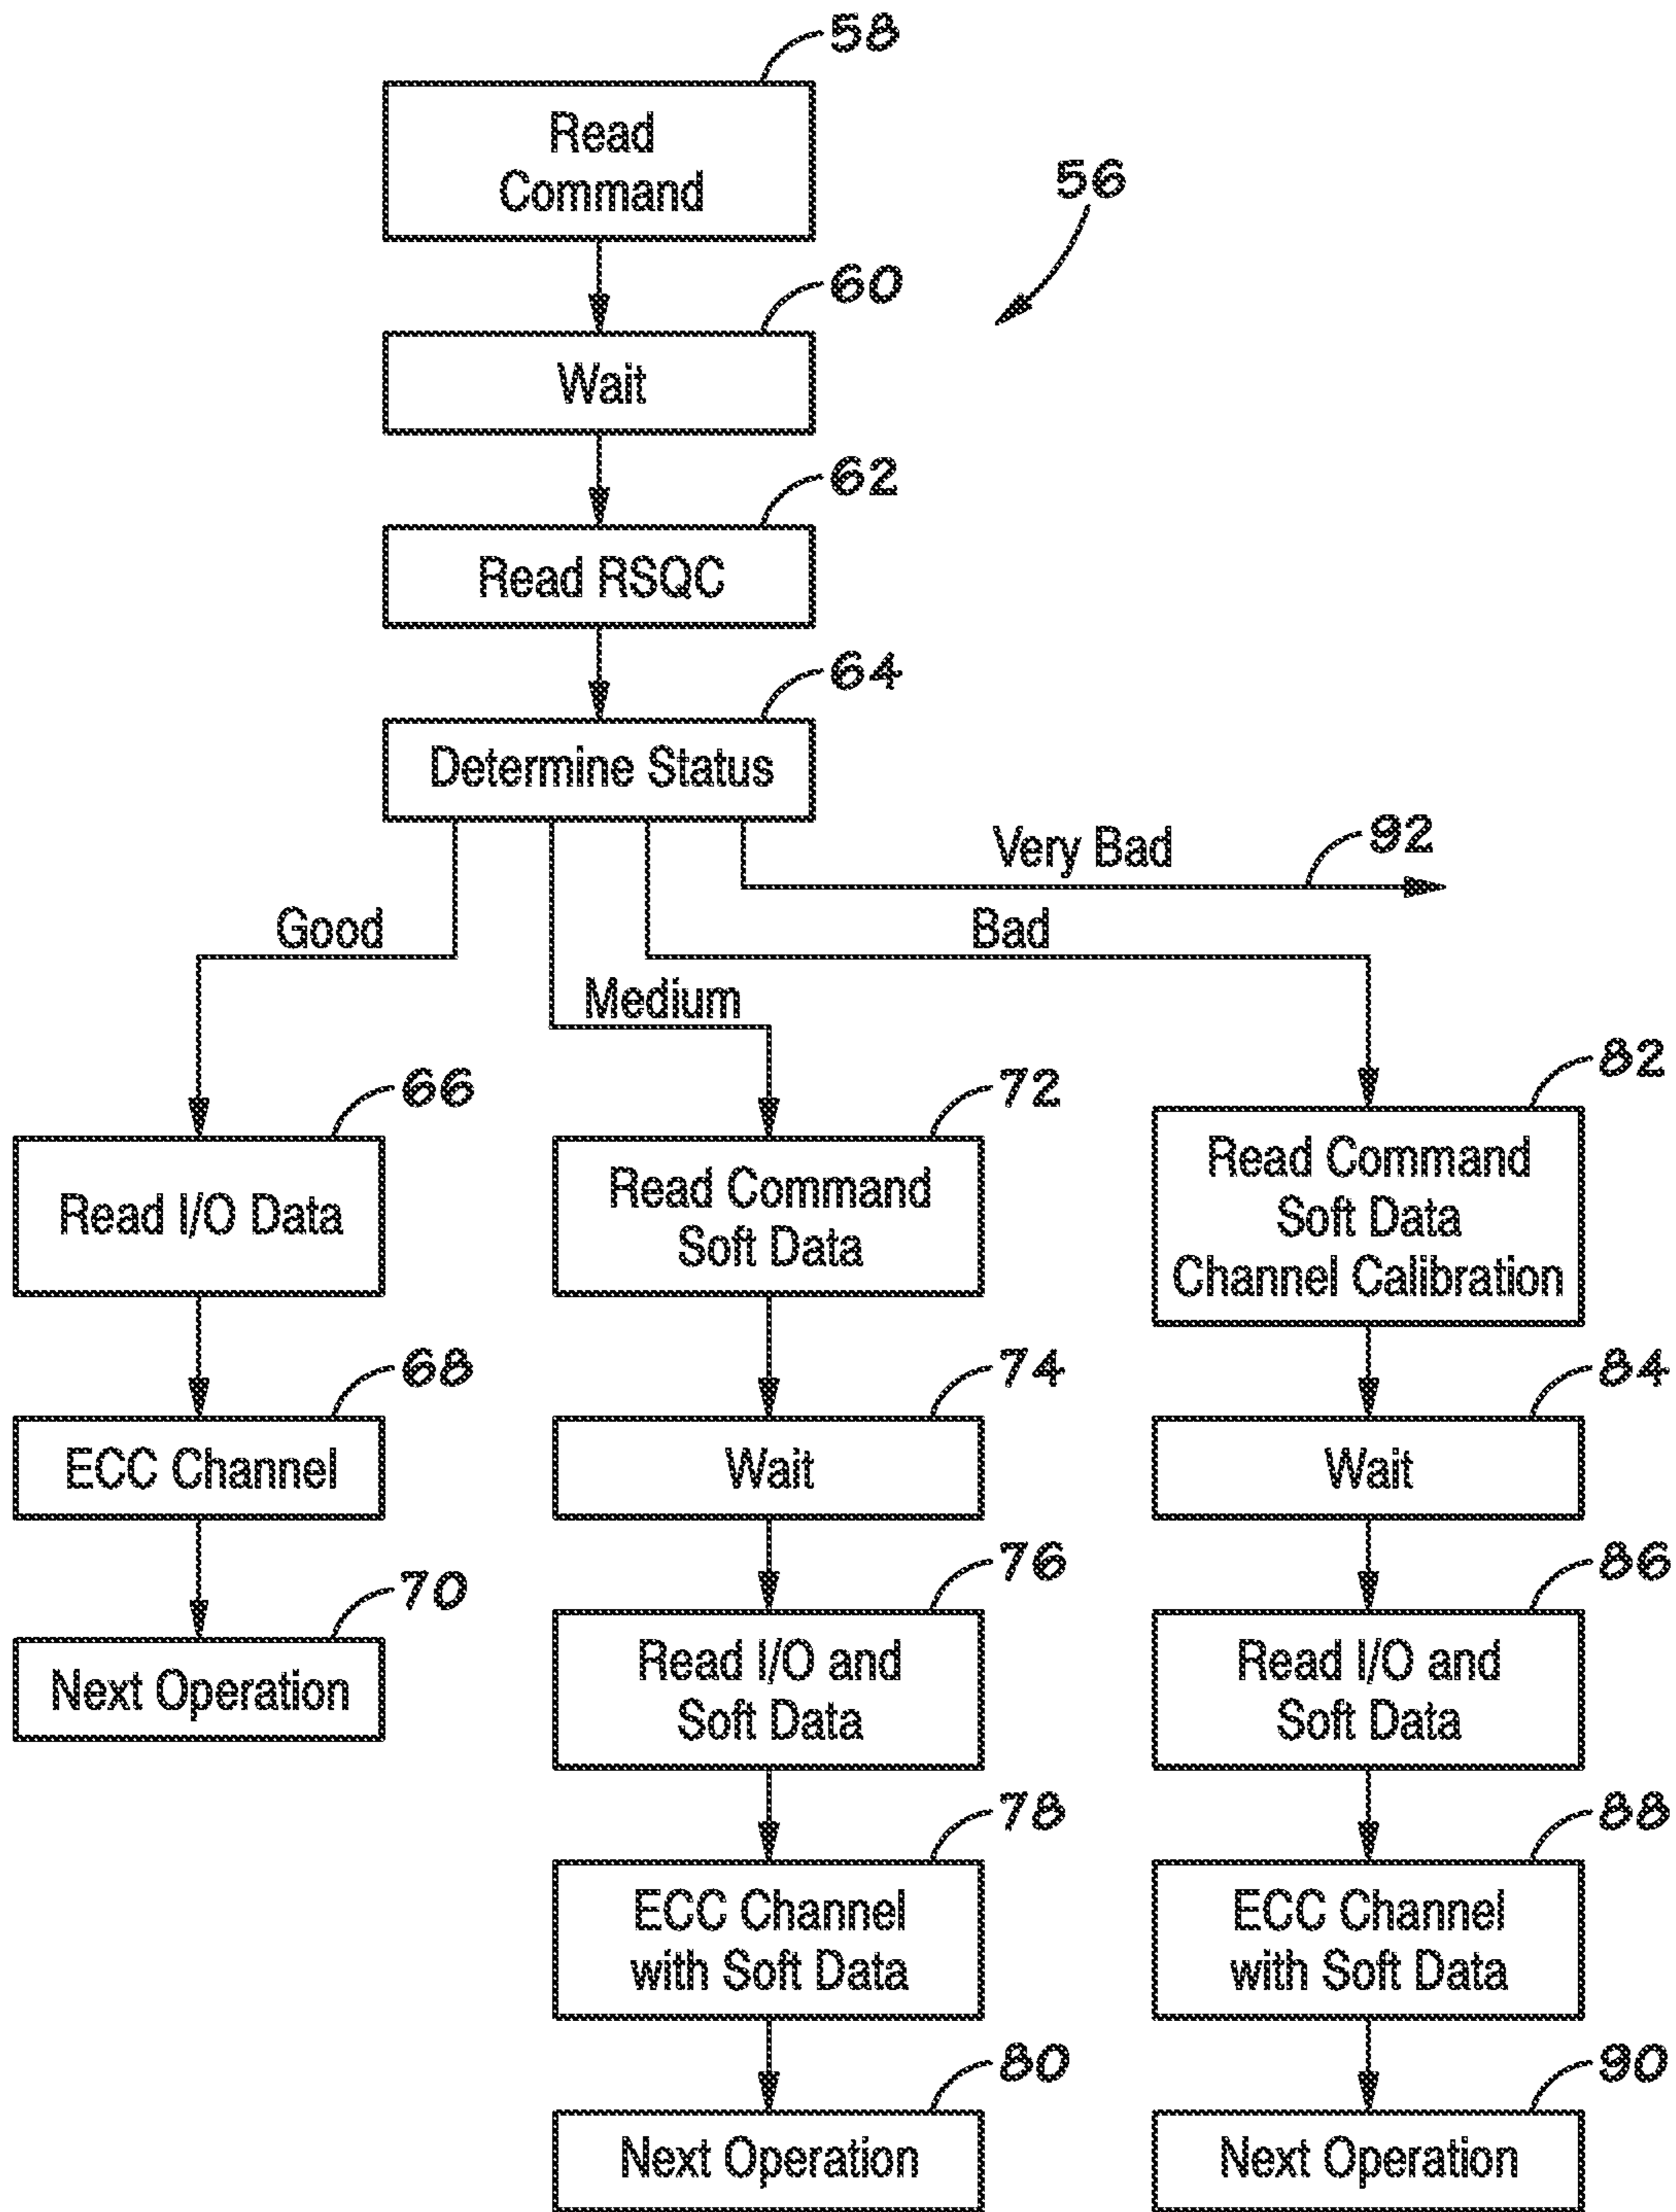 58
Read
Command
56
60
Wait
62
Read RSQC
64
Determine Status
Very Bad
92
Good
Bad
Medium
66
Read I/O Data
68
ECC Channel
70
Next Operation
72
Read Command
Soft Data
74
Wait
76
Read I/O and
Soft Data
78
ECC Channel
with Soft Data
80
Next Operation
82
Read Command
Soft Data
Channel Calibration
84
Wait
86
Read I/O and
Soft Data
88
ECC Channel
with Soft Data
90
Next Operation